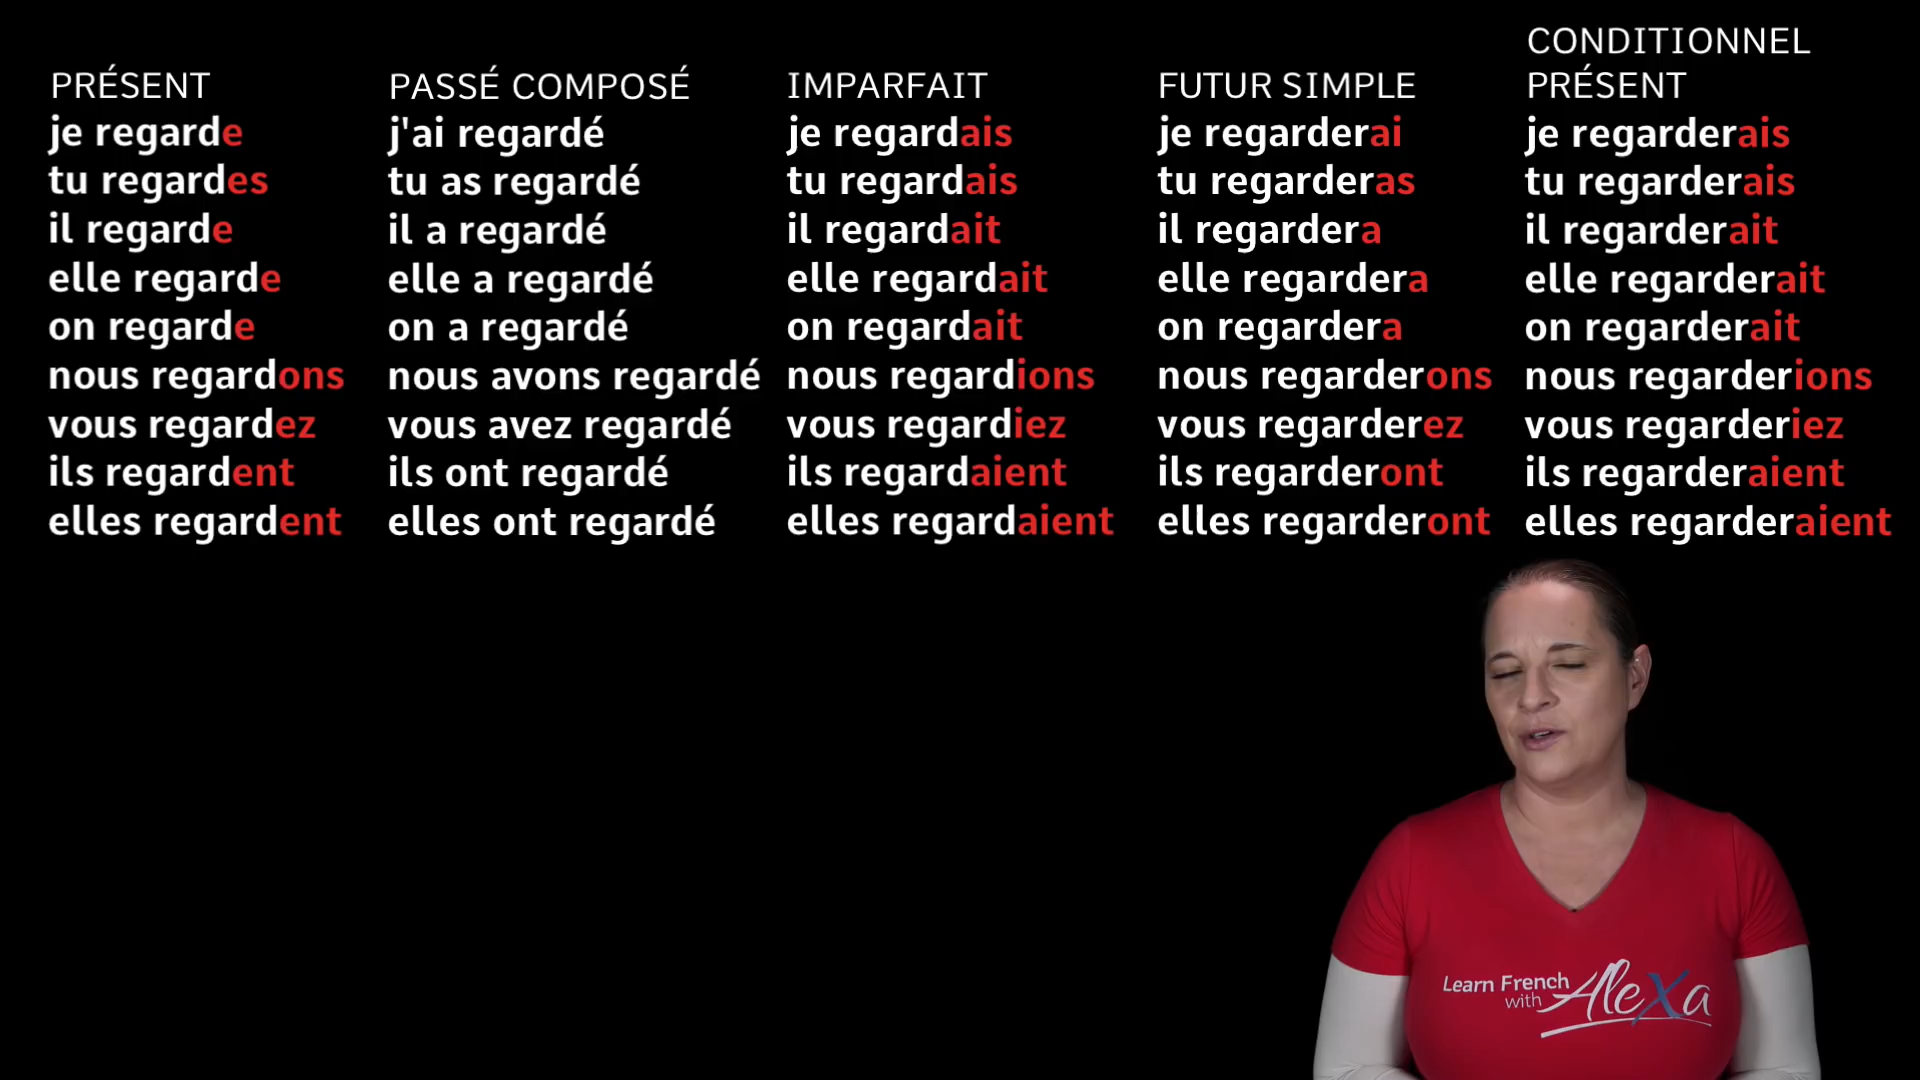 PRÉSENT
je regarde
tu regardes
il regarde
elle regarde
on regarde
nous regardons
vous regardez
ils regardent
elles regardent
PASSÉ COMPOSÉ
j'ai regardé
tu as regardé
il a regardé
elle a regardé
on a regardé
nous avons regardé
vous avez regardé
ils ont regardé
elles ont regardé
IMPARFAIT
je regardais
tu regardais
il regardait
elle regardait
on regardait
nous regardions
vous regardiez
ils regardaient
elles regardaient
FUTUR SIMPLE
je regarderai
tu regarderas
il regardera
elle regardera
on regardera
nous regarderons
vous regarderez
ils regarderont
elles regarderont
CONDITIONNEL
PRÉSENT
je regarderais
tu regarderais
il regarderait
elle regarderait
on regarderait
nous regarderions
vous regarderiez
ils regarderaient
elles regarderaient
Learn French
with Alexa